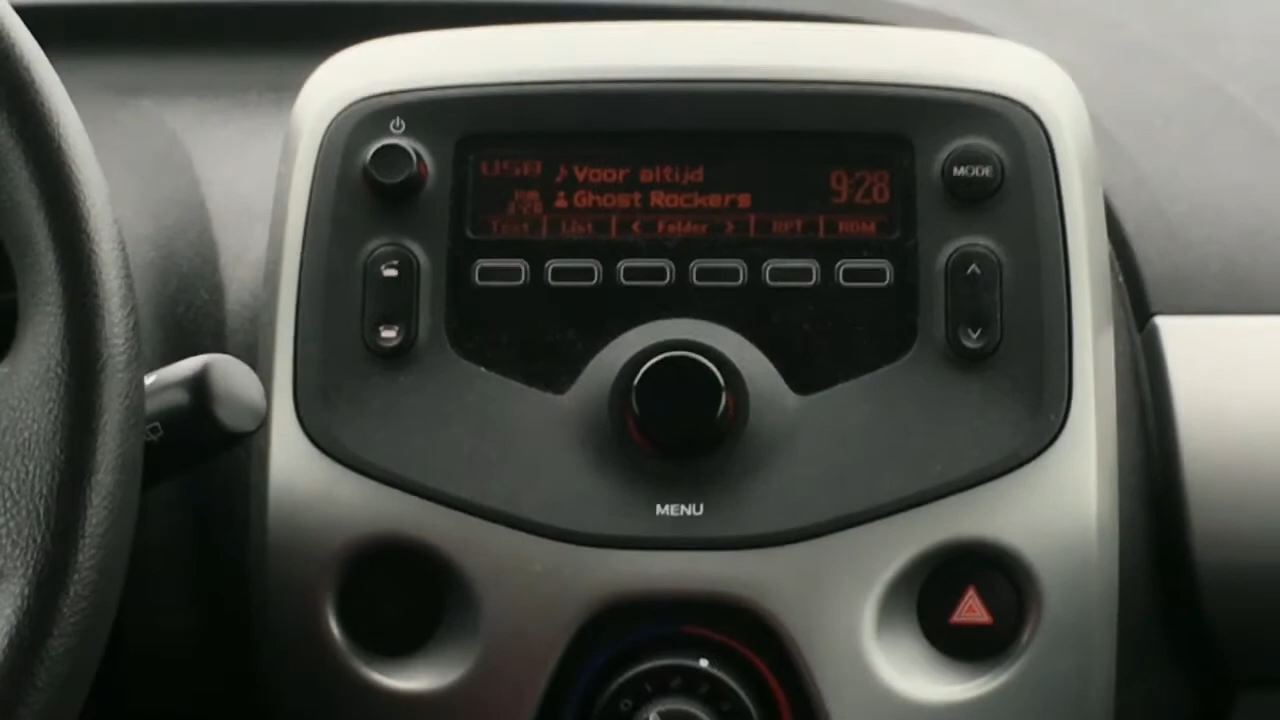 USB
Voor altijd
Ghost Rockers
9:28
Text List < Folder > RPT RDM
MODE
MENU